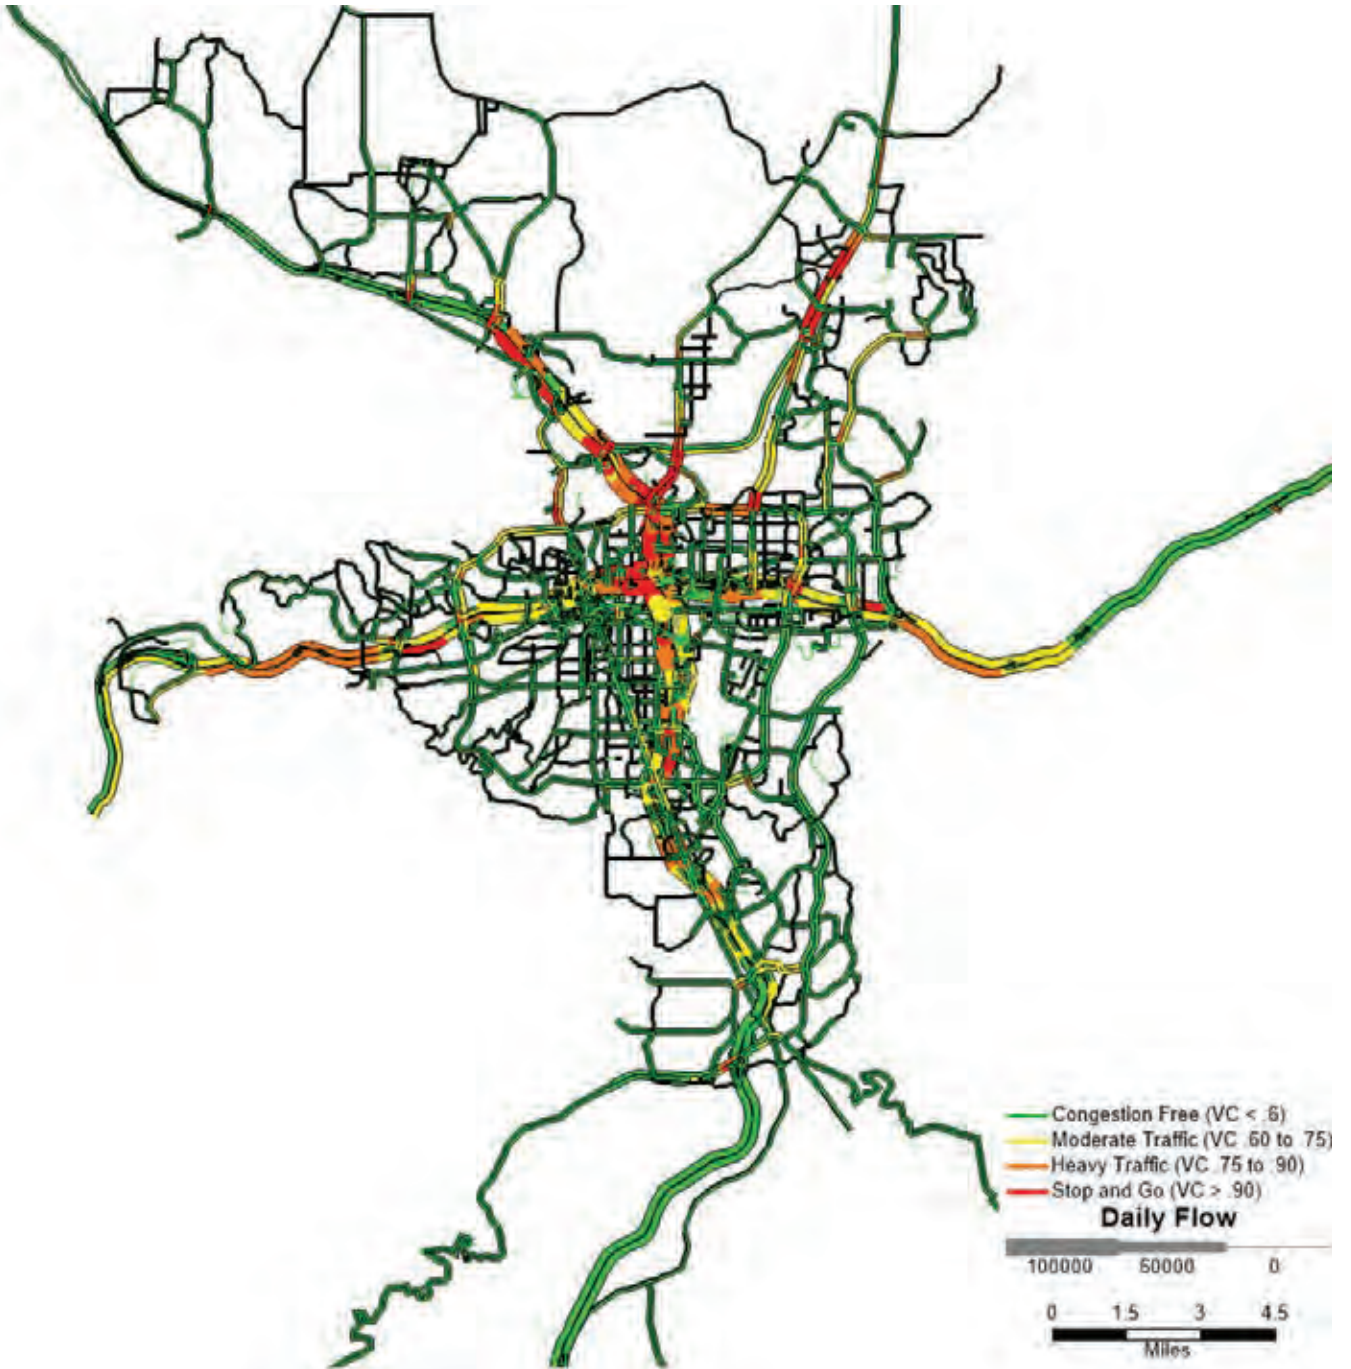 Congestion Free (VC < .6)
Moderate Traffic (VC .60 to .75)
Heavy Traffic (VC .75 to .90)
Stop and Go (VC > .90)
Daily Flow
100000 50000 0
0 1.5 3 4.5
Miles